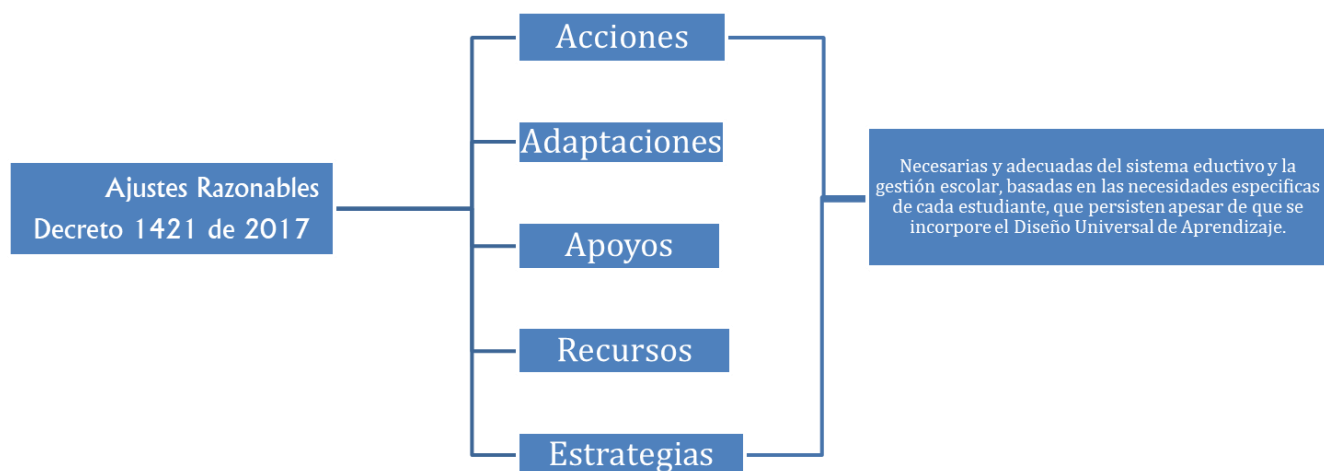 Ajustes Razonables
Decreto 1421 de 2017
Acciones
Adaptaciones
Apoyos
Recursos
Estrategias
Necesarias y adecuadas del sistema eductivo y la
gestión escolar, basadas en las necesidades especificas
de cada estudiante, que persisten apesar de que se
incorpore el Diseño Universal de Aprendizaje.